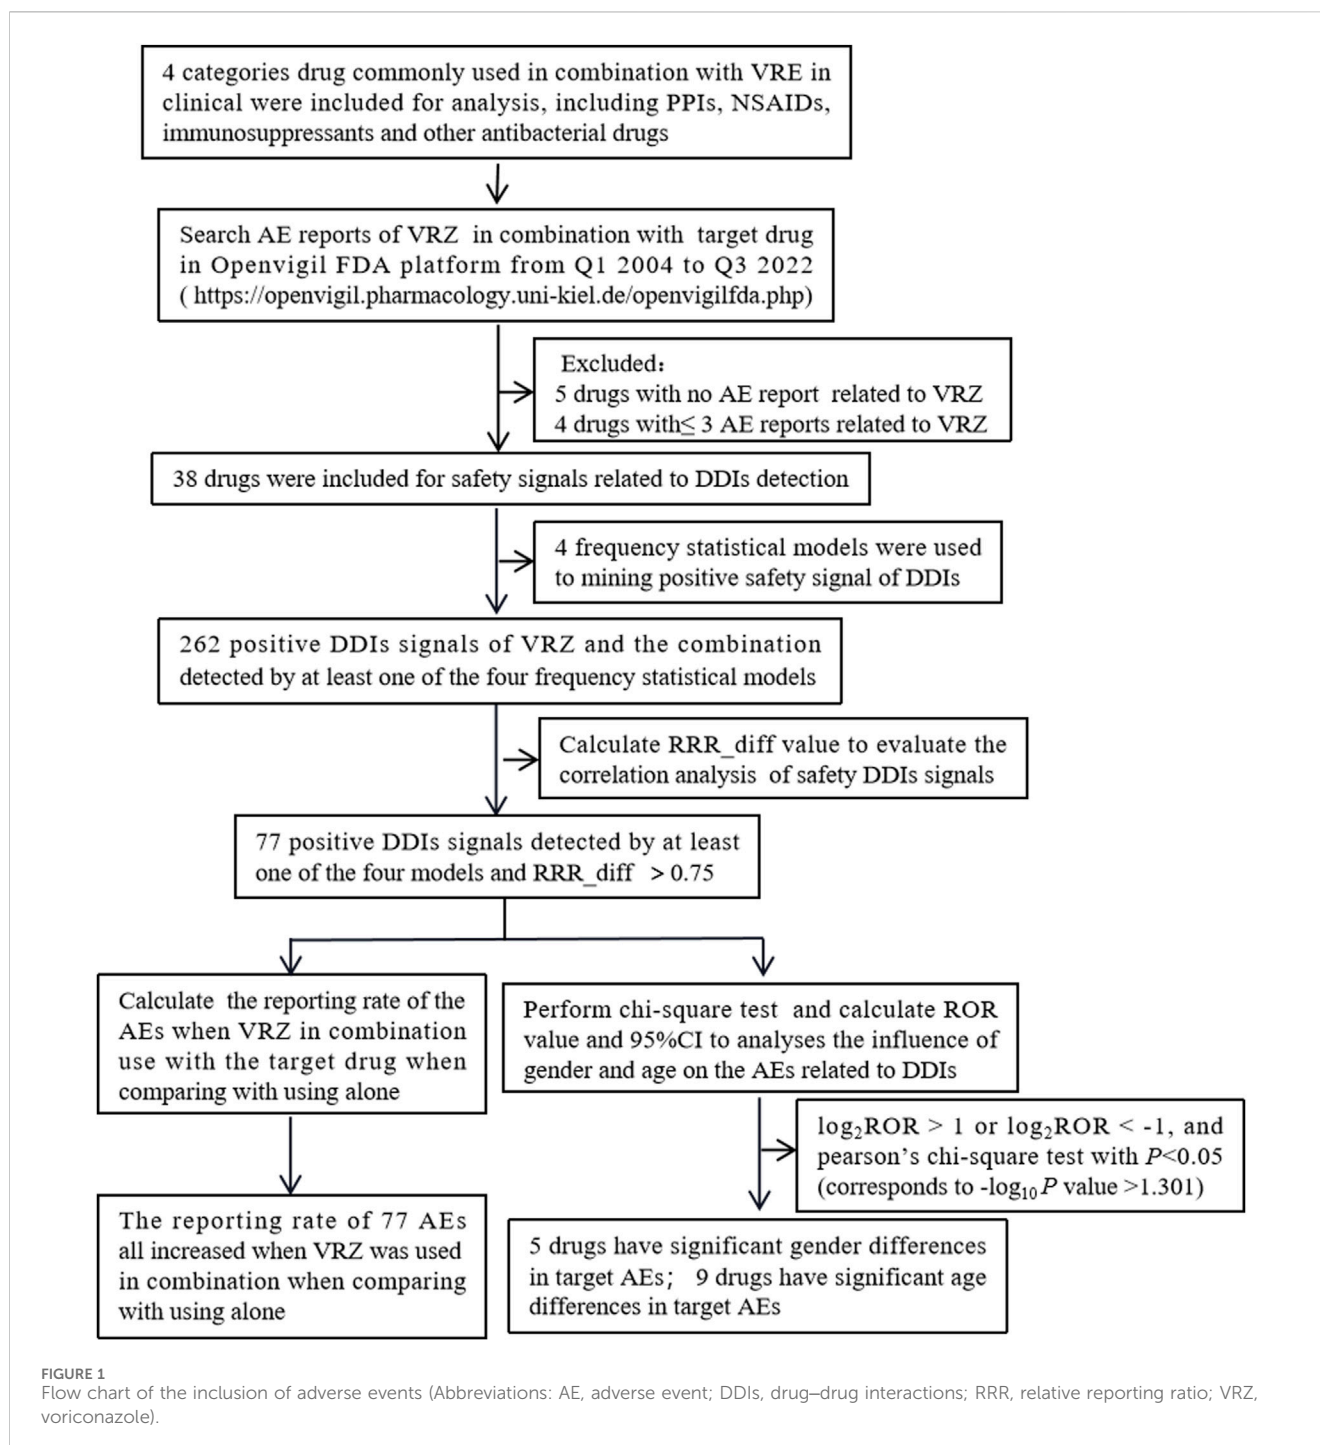 4 categories drug commonly used in combination with VRE in
clinical were included for analysis, including PPIs, NSAIDs,
immunosuppressants and other antibacterial drugs
Search AE reports of VRZ in combination with target drug
in Openvigil FDA platform from Q1 2004 to Q3 2022
( https://openvigil.pharmacology.uni-kiel.de/openvigilfda.php)
Excluded:
5 drugs with no AE report related to VRZ
4 drugs with≤ 3 AE reports related to VRZ
38 drugs were included for safety signals related to DDIs detection
4 frequency statistical models were used
to mining positive safety signal of DDIs
262 positive DDIs signals of VRZ and the combination
detected by at least one of the four frequency statistical models
Calculate RRR_diff value to evaluate the
correlation analysis of safety DDIs signals
77 positive DDIs signals detected by at least
one of the four models and RRR_diff > 0.75
Calculate the reporting rate of the
AEs when VRZ in combination
use with the target drug when
comparing with using alone
Perform chi-square test and calculate ROR
value and 95%CI to analyses the influence of
gender and age on the AEs related to DDIs
log₂ROR > 1 or log₂ROR < -1, and
pearson's chi-square test with P<0.05
(corresponds to -log₁₀P value >1.301)
The reporting rate of 77 AEs
all increased when VRZ was used
in combination when comparing
with using alone
5 drugs have significant gender differences
in target AEs; 9 drugs have significant age
differences in target AEs
FIGURE 1
Flow chart of the inclusion of adverse events (Abbreviations: AE, adverse event; DDIs, drug–drug interactions; RRR, relative reporting ratio; VRZ,
voriconazole).